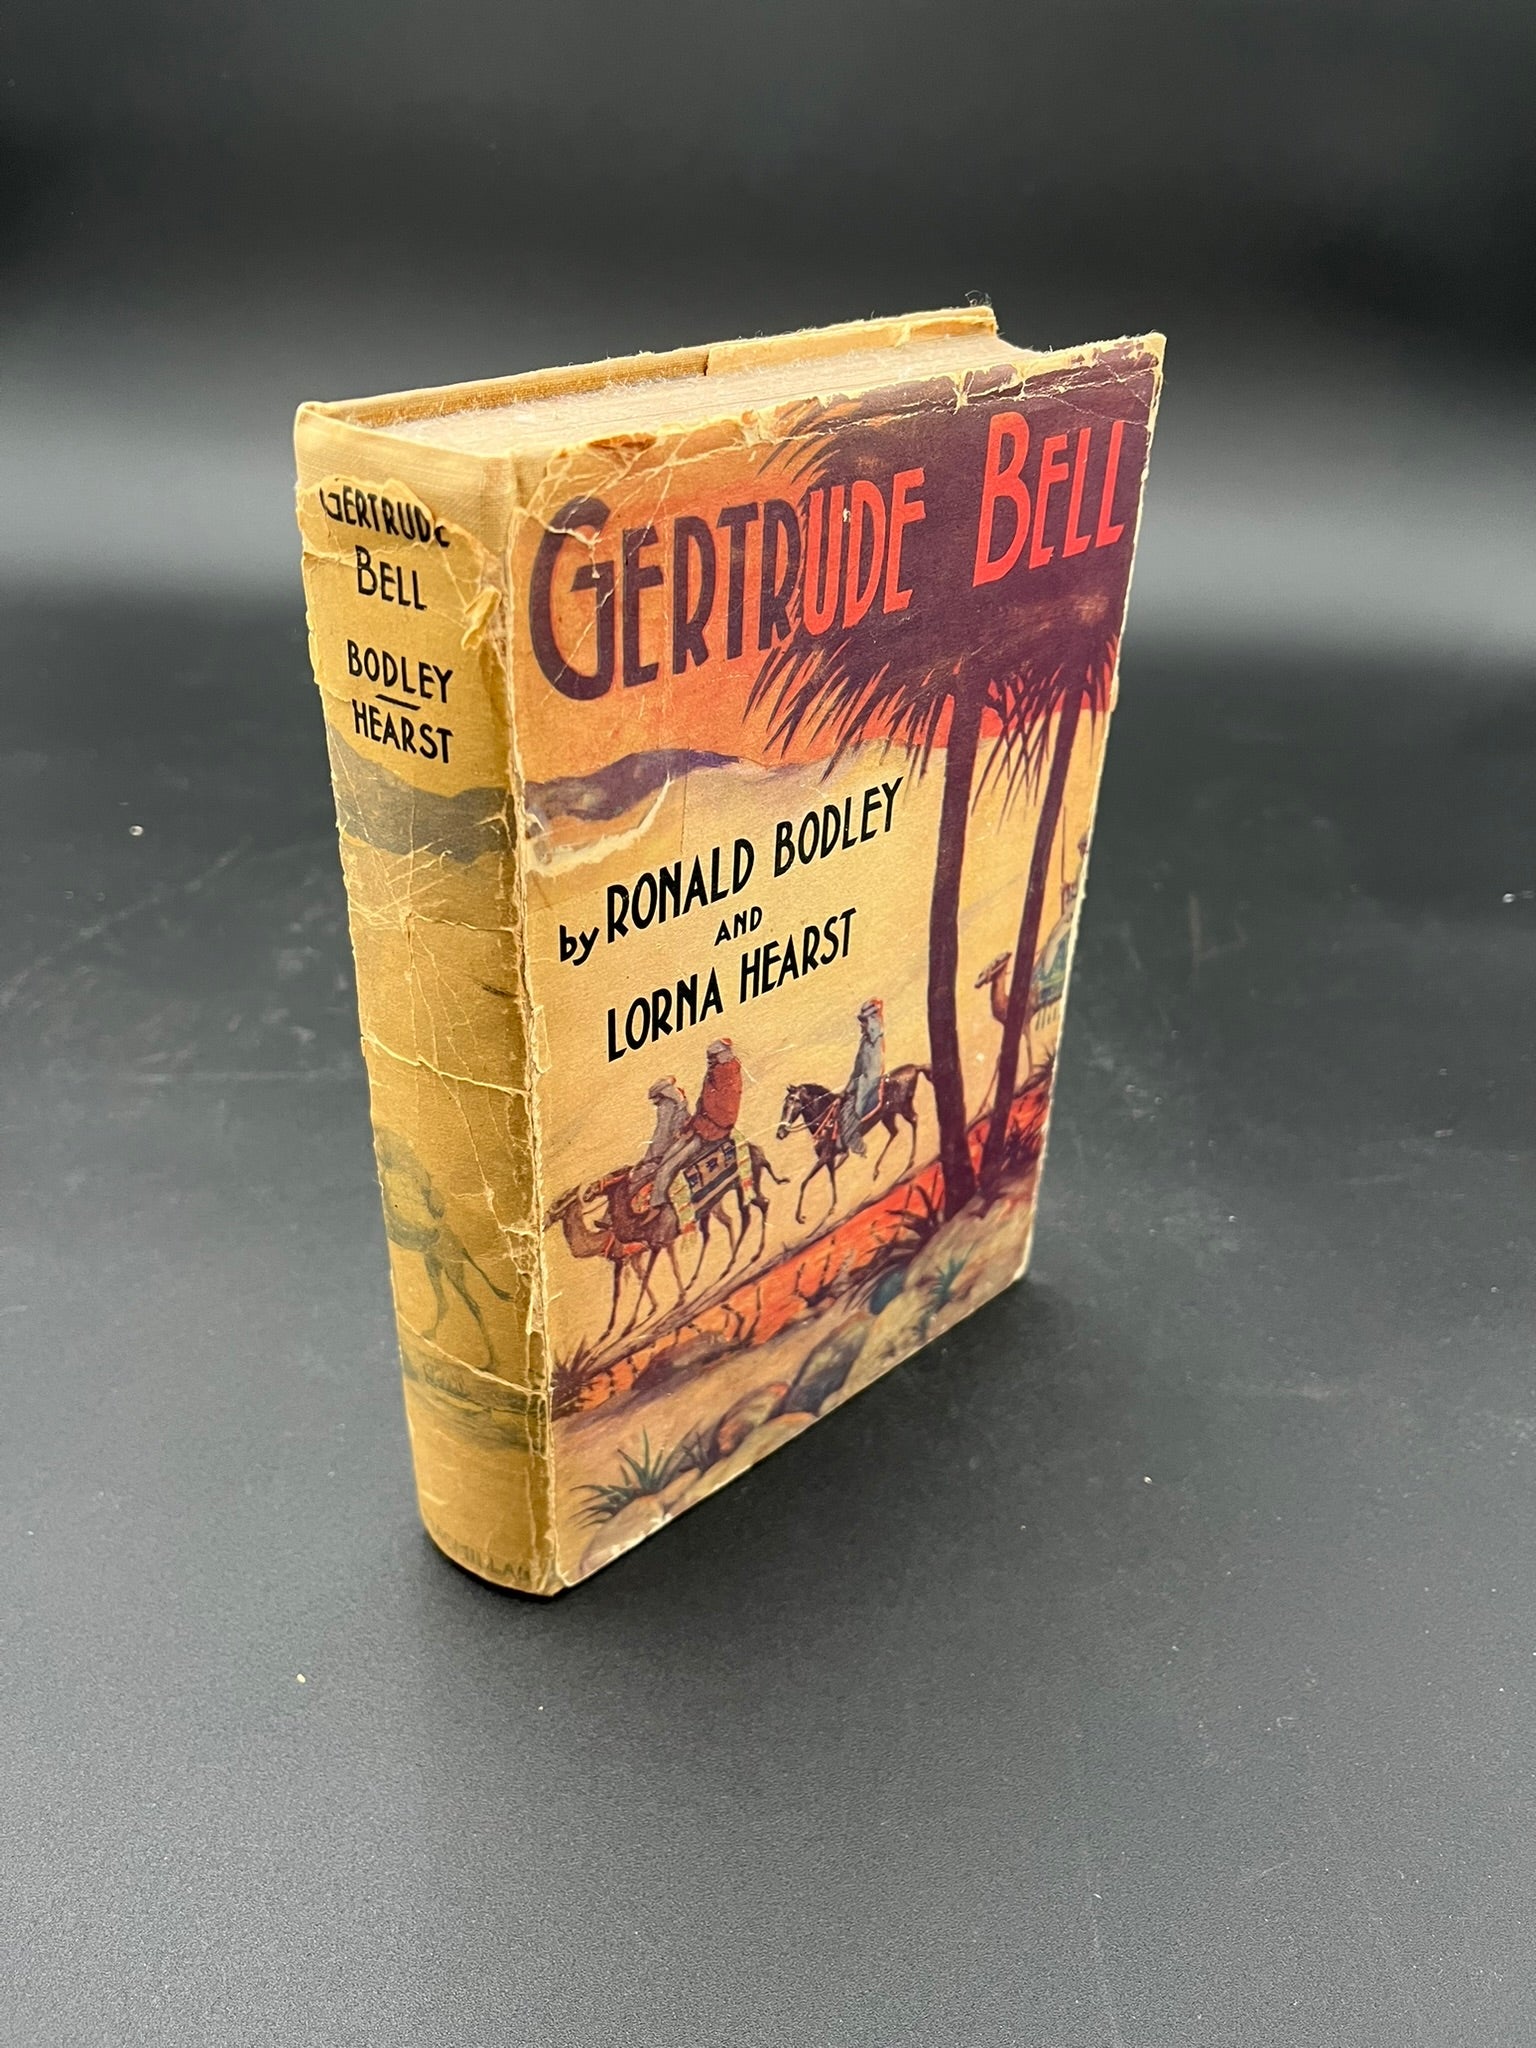 GERTRUDE
BELL
BODLEY
HEARST
GERTRUDE BELL
by RONALD BODLEY
AND
LORNA HEARST